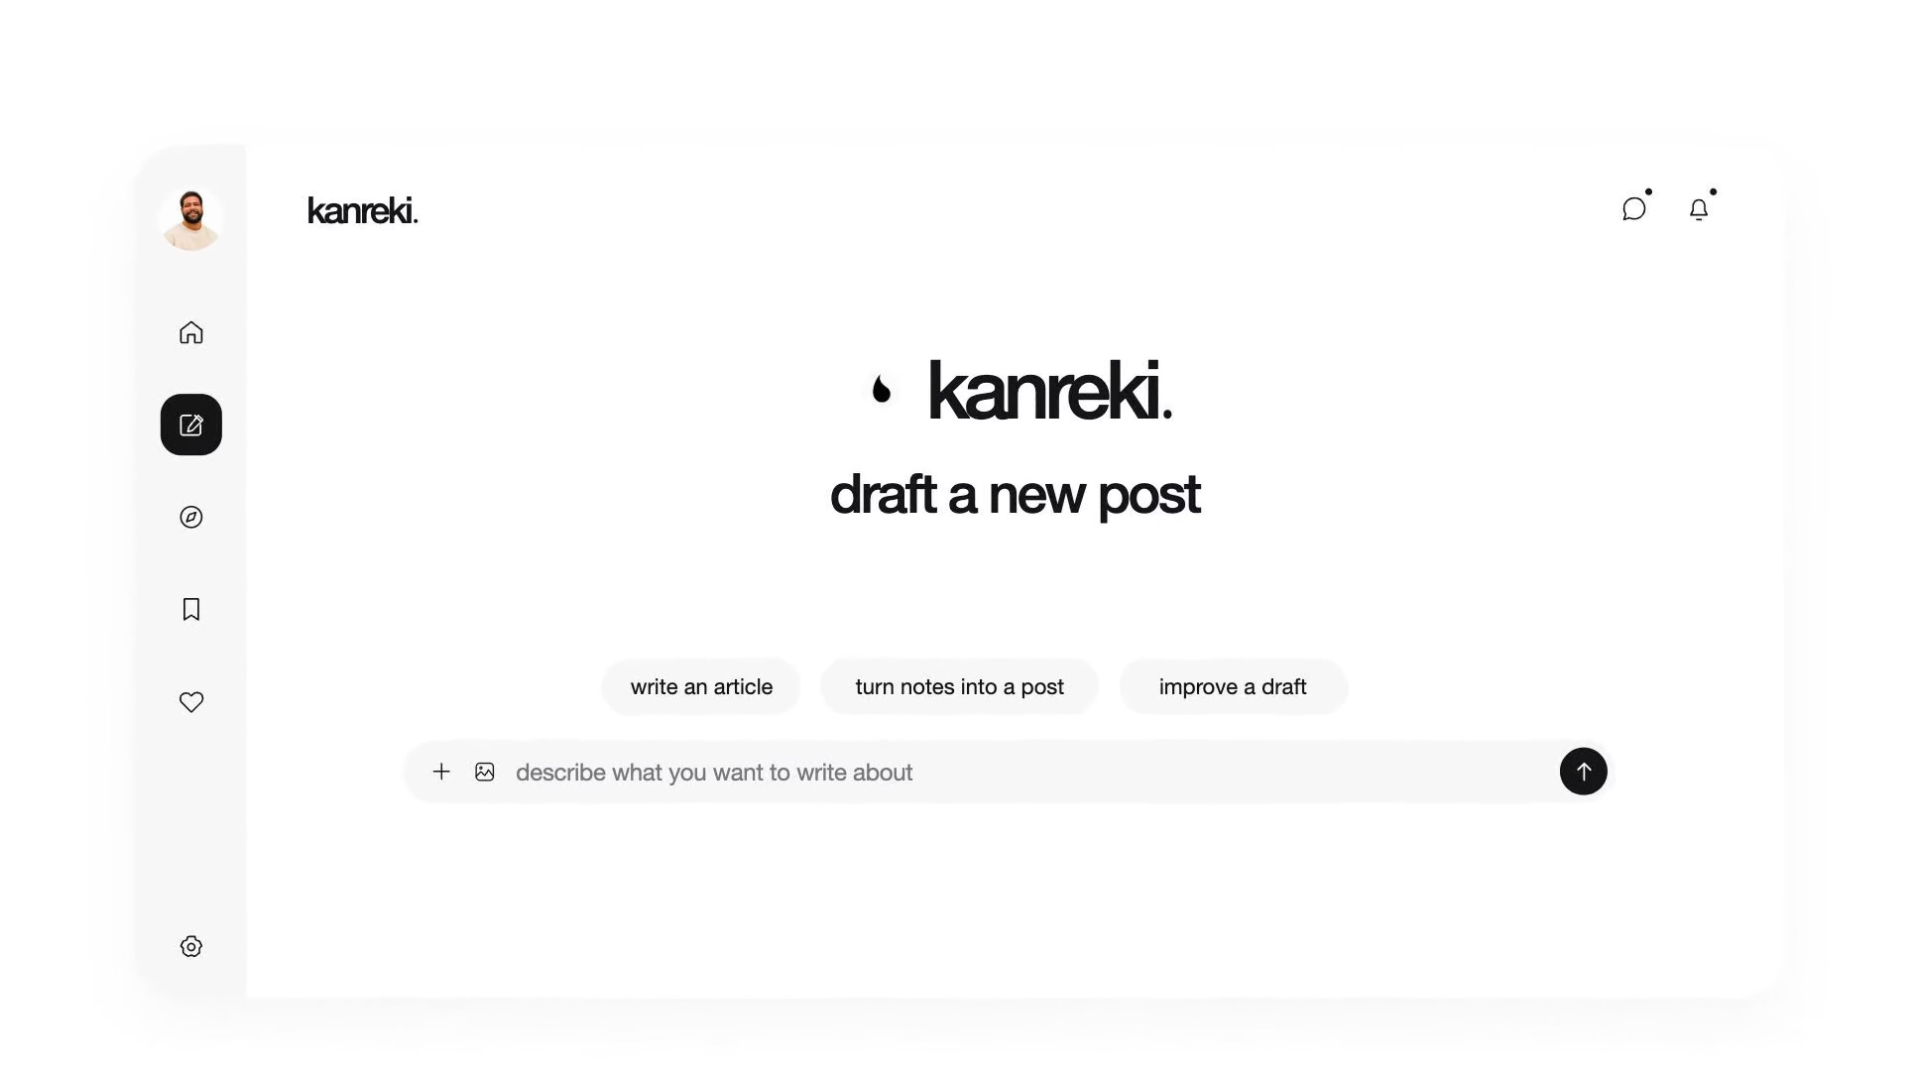 kanreki.
kanreki.
draft a new post
write an article
turn notes into a post
improve a draft
describe what you want to write about